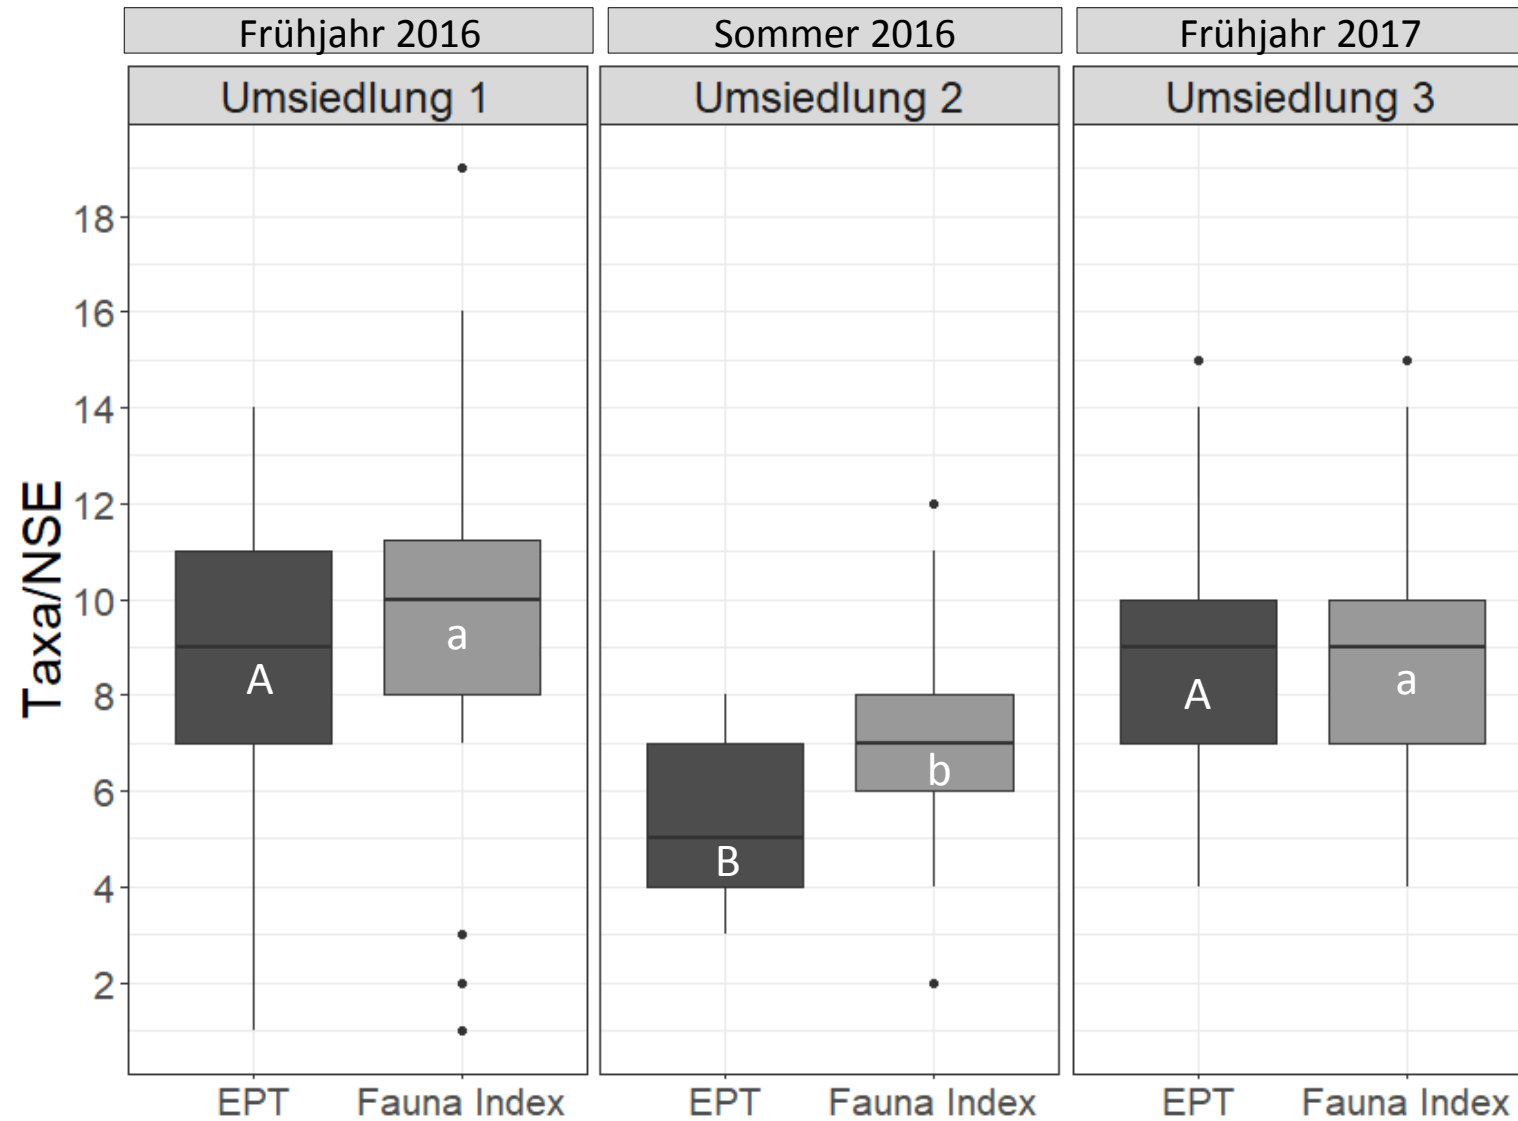 Frühjahr 2016 Sommer 2016 Frühjahr 2017
Umsiedlung 1 Umsiedlung 2 Umsiedlung 3
Taxa/NSE
18
16
14
12
10
8
6
4
2
A a B b A a
EPT Fauna Index EPT Fauna Index EPT Fauna Index